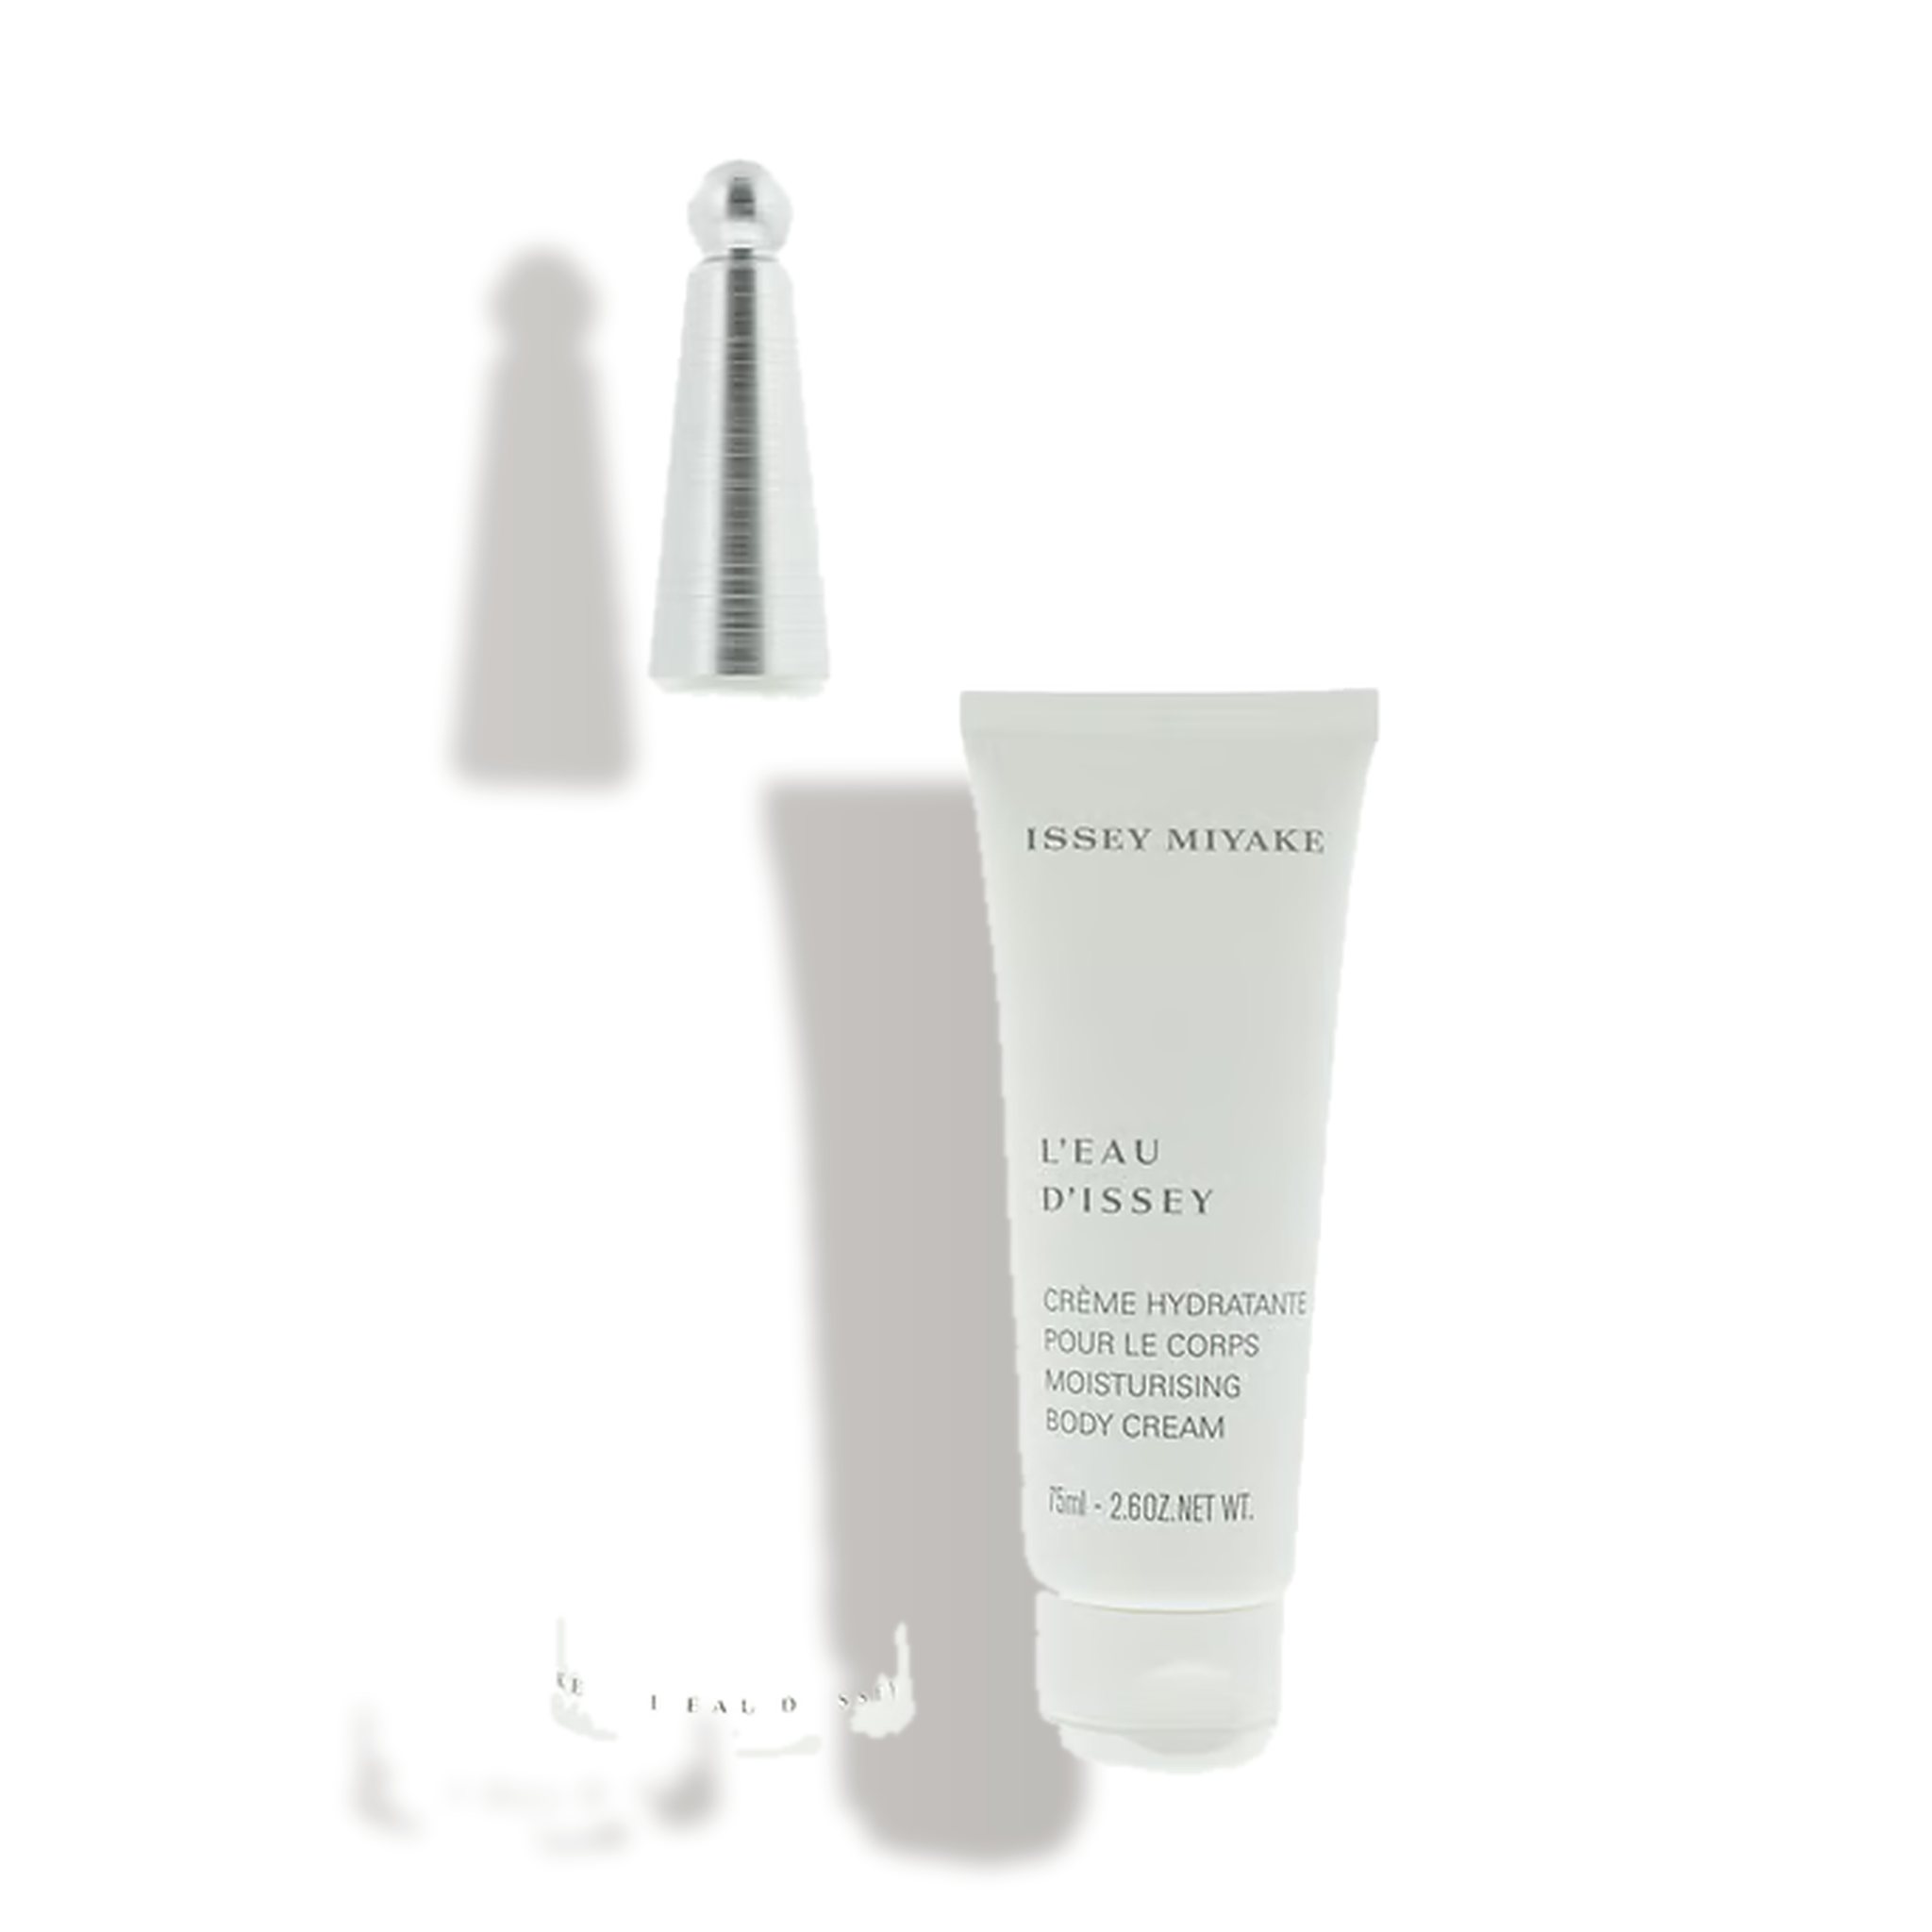 ISSEY MIYAKE
L'EAU
D'ISSEY
CRÈME HYDRATANTE
POUR LE CORPS
MOISTURISING
BODY CREAM
75ml - 2.6OZ.NET WT.